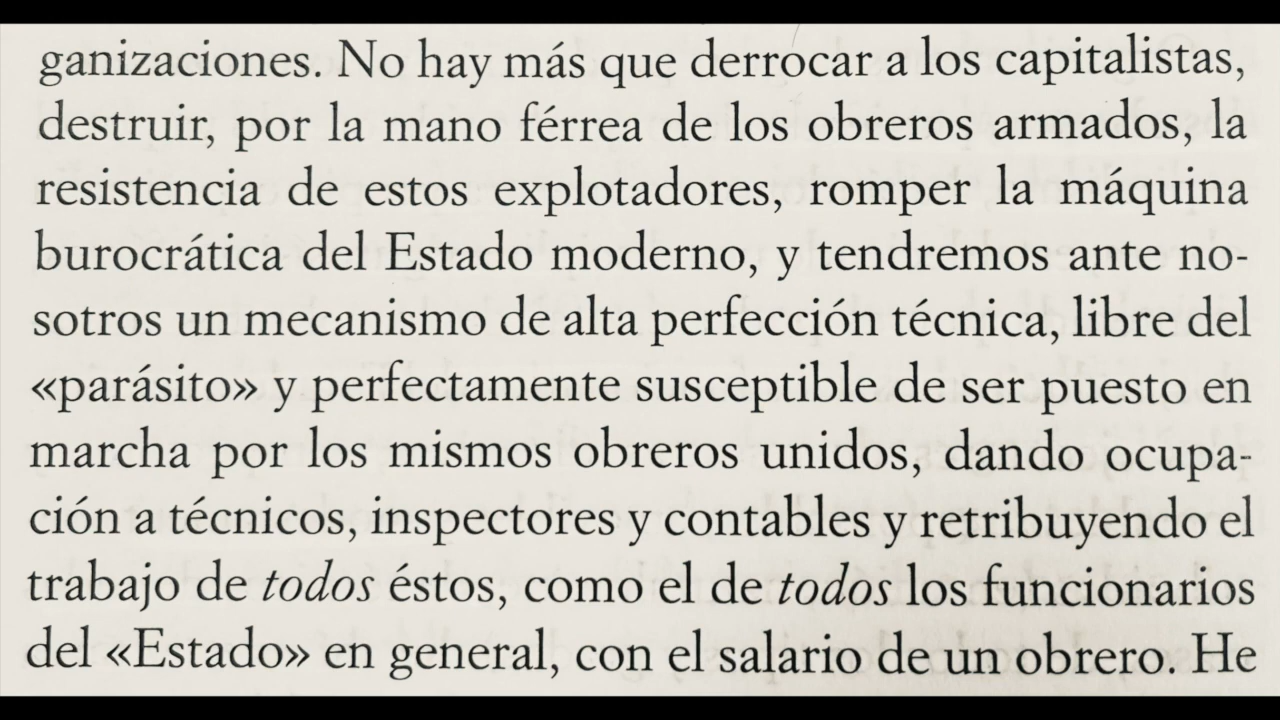 ganizaciones. No hay más que derrocar a los capitalistas,
destruir, por la mano férrea de los obreros armados, la
resistencia de estos explotadores, romper la máquina
burocrática del Estado moderno, y tendremos ante no-
sotros un mecanismo de alta perfección técnica, libre del
«parásito» y perfectamente susceptible de ser puesto en
marcha por los mismos obreros unidos, dando ocupa-
ción a técnicos, inspectores y contables y retribuyendo el
trabajo de todos éstos, como el de todos los funcionarios
del «Estado» en general, con el salario de un obrero. He